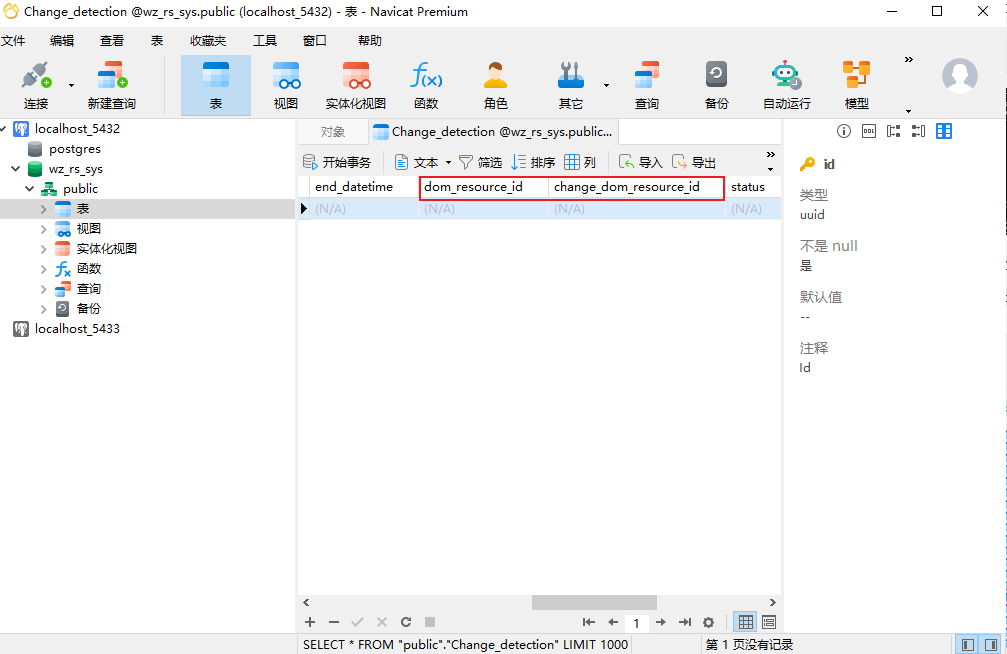 Change_detection @wz_rs_sys.public (localhost_5432) - 表 - Navicat Premium
文件 编辑 查看 表 收藏夹 工具 窗口 帮助
连接 新建查询 表 视图 实体化视图 函数 角色 其它 查询 备份 自动运行 模型
localhost_5432
postgres
wz_rs_sys
public
表
视图
实体化视图
函数
查询
备份
localhost_5433
对象 Change_detection @wz_rs_sys.public...
开始事务 文本 筛选 排序 列 导入 导出
end_datetime dom_resource_id change_dom_resource_id status
(N/A) (N/A) (N/A) (N/A)
1
SELECT * FROM "public"."Change_detection" LIMIT 1000 第 1 页没有记录
DDL
id
类型
uuid
不是 null
是
默认值
--
注释
Id